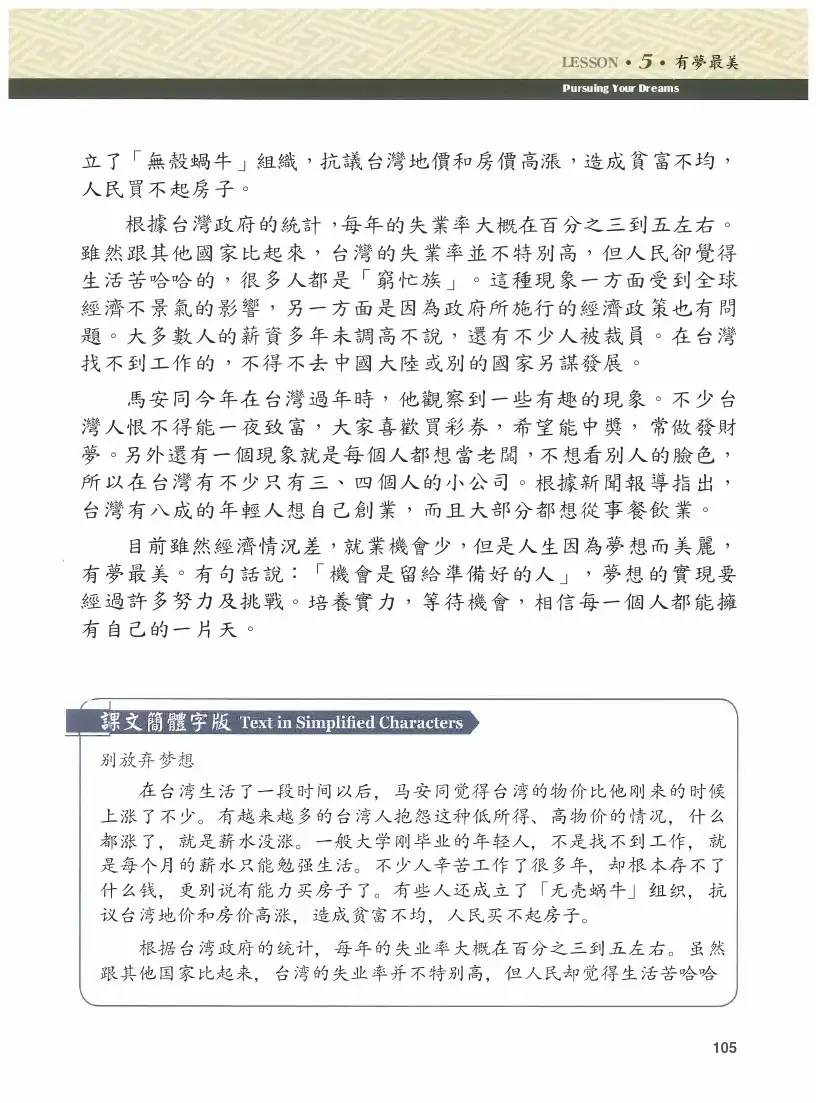 LESSON • 5 • 有夢最美
Pursuing Your Dreams
立了「無殼蝸牛」組織，抗議台灣地價和房價高漲，造成貧富不均，
人民買不起房子。
根據台灣政府的統計，每年的失業率大概在百分之三到五左右。
雖然跟其他國家比起來，台灣的失業率並不特別高，但人民卻覺得
生活苦哈哈的，很多人都是「窮忙族」。這種現象一方面受到全球
經濟不景氣的影響，另一方面是因為政府所施行的經濟政策也有問
題。大多數人的薪資多年未調高不說，還有不少人被裁員。在台灣
找不到工作的，不得不去中國大陸或別的國家另謀發展。
馬安同今年在台灣過年時，他觀察到一些有趣的現象。不少台
灣人恨不得能一夜致富，大家喜歡買彩券，希望能中獎，常做發財
夢。另外還有一個現象就是每個人都想當老闆，不想看別人的臉色，
所以在台灣有不少只有三、四個人的小公司。根據新聞報導指出，
台灣有八成的年輕人想自己創業，而且大部分都想從事餐飲業。
目前雖然經濟情況差，就業機會少，但是人生因為夢想而美麗，
有夢最美。有句話說：「機會是留給準備好的人」，夢想的實現要
經過許多努力及挑戰。培養實力，等待機會，相信每一個人都能擁
有自己的一片天。
課文簡體字版 Text in Simplified Characters
别放弃梦想
在台湾生活了一段时间以后，马安同觉得台湾的物价比他刚来的时候
上涨了不少。有越来越多的台湾人抱怨这种低所得、高物价的情况，什么
都涨了，就是薪水没涨。一般大学刚毕业的年轻人，不是找不到工作，就
是每个月的薪水只能勉强生活。不少人辛苦工作了很多年，却根本存不了
什么钱，更别说有能力买房子了。有些人还成立了「无壳蜗牛」组织，抗
议台湾地价和房价高涨，造成贫富不均，人民买不起房子。
根据台湾政府的统计，每年的失业率大概在百分之三到五左右。虽然
跟其他国家比起来，台湾的失业率并不特别高，但人民却觉得生活苦哈哈
105